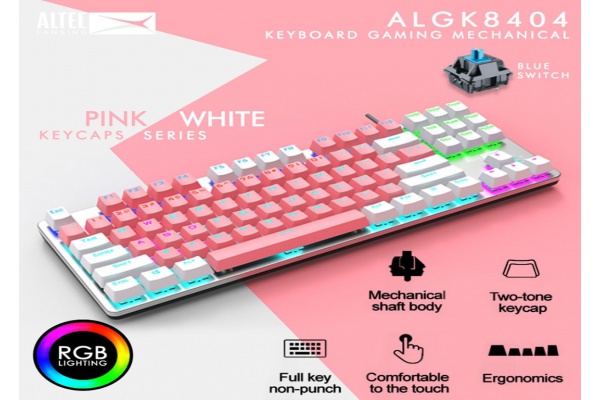 ALTEC
LANSING
ALGK8404
KEYBOARD GAMING MECHANICAL
BLUE
SWITCH
PINK WHITE
KEYCAPS SERIES
Mechanical
shaft body
Two-tone
keycap
RGB
LIGHTING
Full key
non-punch
Comfortable
to the touch
Ergonomics